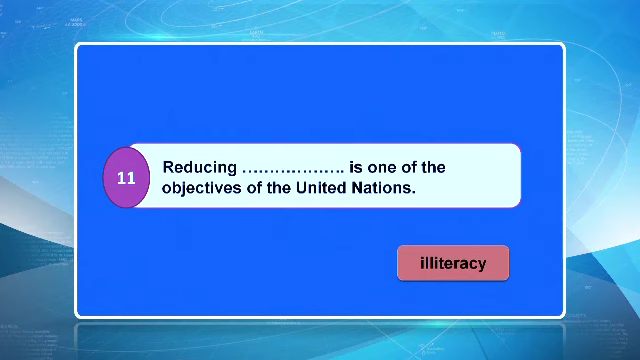 11
Reducing ………………. is one of the
objectives of the United Nations.
illiteracy